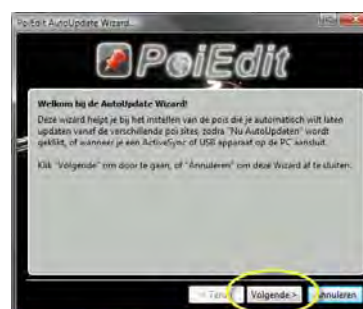 PoiEdit AutoUpdate Wizard...
PoiEdit
Welkom bij de AutoUpdate Wizard!
Deze wizard helpt je bij het instellen van de pois die je automatisch wilt laten
updaten vanaf de verschillende poi sites, zodra "Nu AutoUpdaten" wordt
geklikt, of wanneer je een ActiveSync of USB apparaat op de PC aansluit.
Klik "Volgende" om door te gaan, of "Annuleren" om deze Wizard af te sluiten.
Volgende > Annuleren